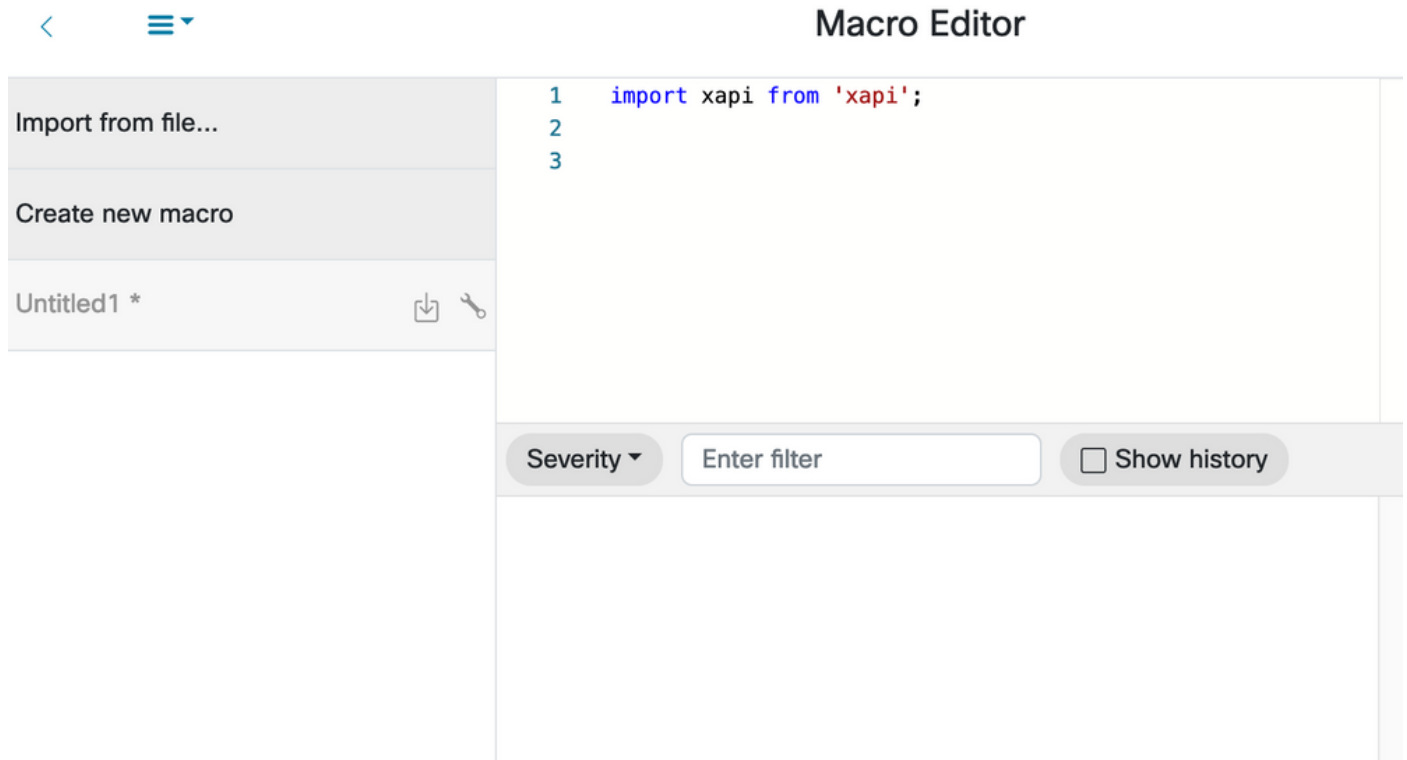 Macro Editor
Import from file...
Create new macro
Untitled1 *
1 import xapi from 'xapi';
2
3
Severity
Enter filter
Show history